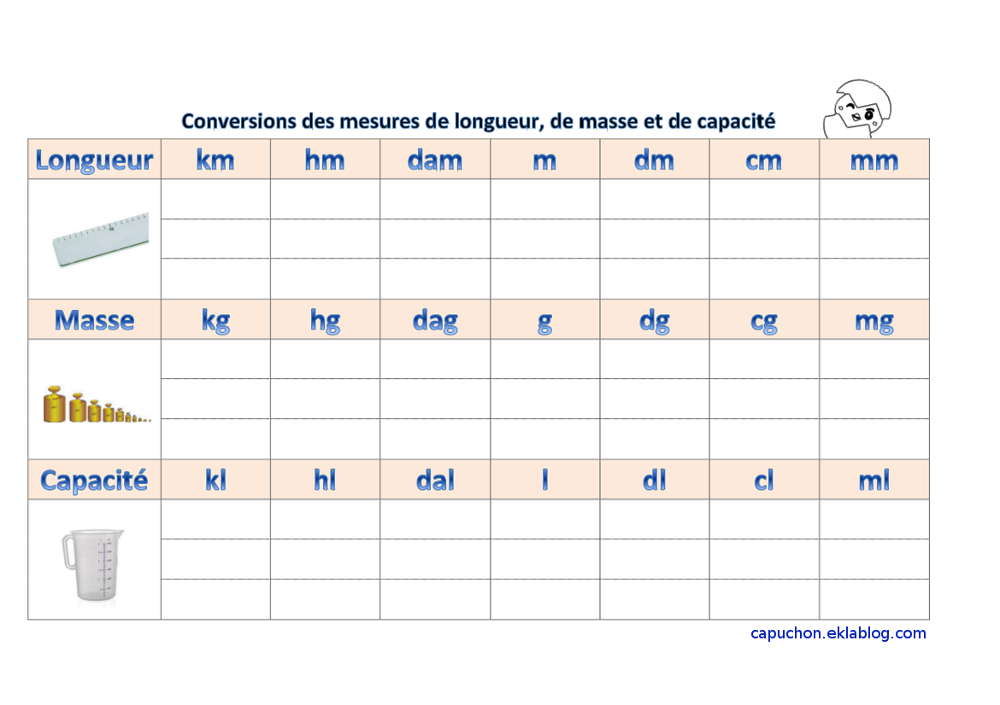 Conversions des mesures de longueur, de masse et de capacité
Longueur km hm dam m dm cm mm
Masse kg hg dag g dg cg mg
Capacité kl hl dal l dl cl ml
capuchon.eklablog.com